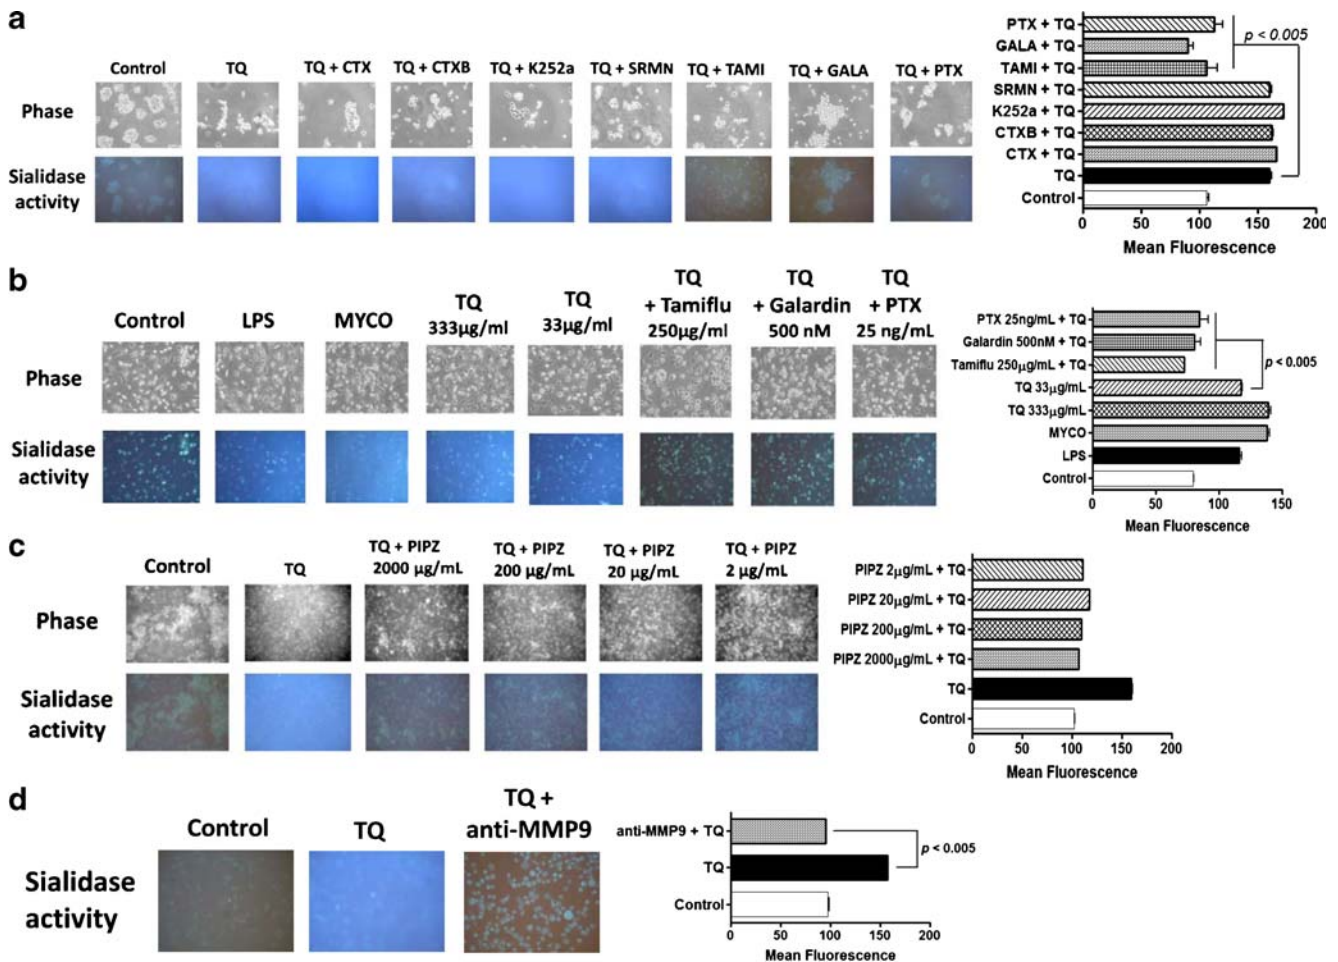 a
Control TQ TQ + CTX TQ + CTXB TQ + K252a TQ + SRMN TQ + TAMI TQ + GALA TQ + PTX
Phase
Sialidase
activity
PTX + TQ
GALA + TQ
TAMI + TQ
SRMN + TQ
K252a + TQ
CTXB + TQ
CTX + TQ
TQ
Control
p < 0.005
0 50 100 150 200
Mean Fluorescence
b
Control LPS MYCO TQ 333µg/ml TQ 33µg/ml TQ + Tamiflu 250µg/ml TQ + Galardin 500 nM TQ + PTX 25 ng/mL
Phase
Sialidase
activity
PTX 25ng/mL + TQ
Galardin 500nM + TQ
Tamiflu 250µg/mL + TQ
TQ 33µg/mL
TQ 333µg/mL
MYCO
LPS
Control
p < 0.005
0 50 100 150
Mean Fluorescence
c
Control TQ TQ + PIPZ 2000 µg/mL TQ + PIPZ 200 µg/mL TQ + PIPZ 20 µg/mL TQ + PIPZ 2 µg/mL
Phase
Sialidase
activity
PIPZ 2µg/mL + TQ
PIPZ 20µg/mL + TQ
PIPZ 200µg/mL + TQ
PIPZ 2000µg/mL + TQ
TQ
Control
0 50 100 150 200
Mean Fluorescence
d
Control TQ TQ + anti-MMP9
Sialidase
activity
anti-MMP9 + TQ
TQ
Control
p < 0.005
0 50 100 150 200
Mean Fluorescence